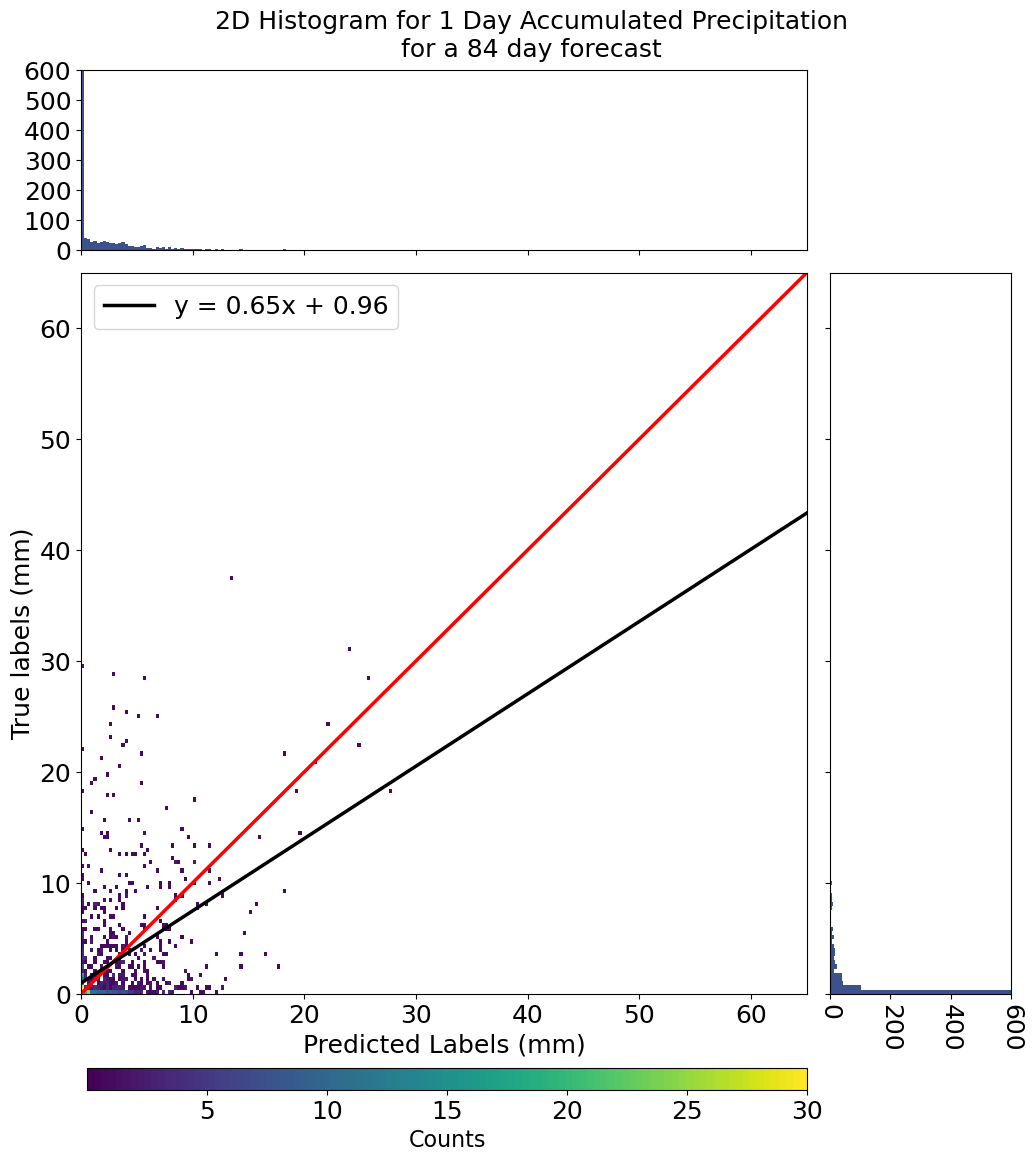 2D Histogram for 1 Day Accumulated Precipitation
for a 84 day forecast
600
500
400
300
200
100
0
y = 0.65x + 0.96
60
50
40
30
20
10
0
True labels (mm)
0 10 20 30 40 50 60
Predicted Labels (mm)
0 200 400 600
5 10 15 20 25 30
Counts